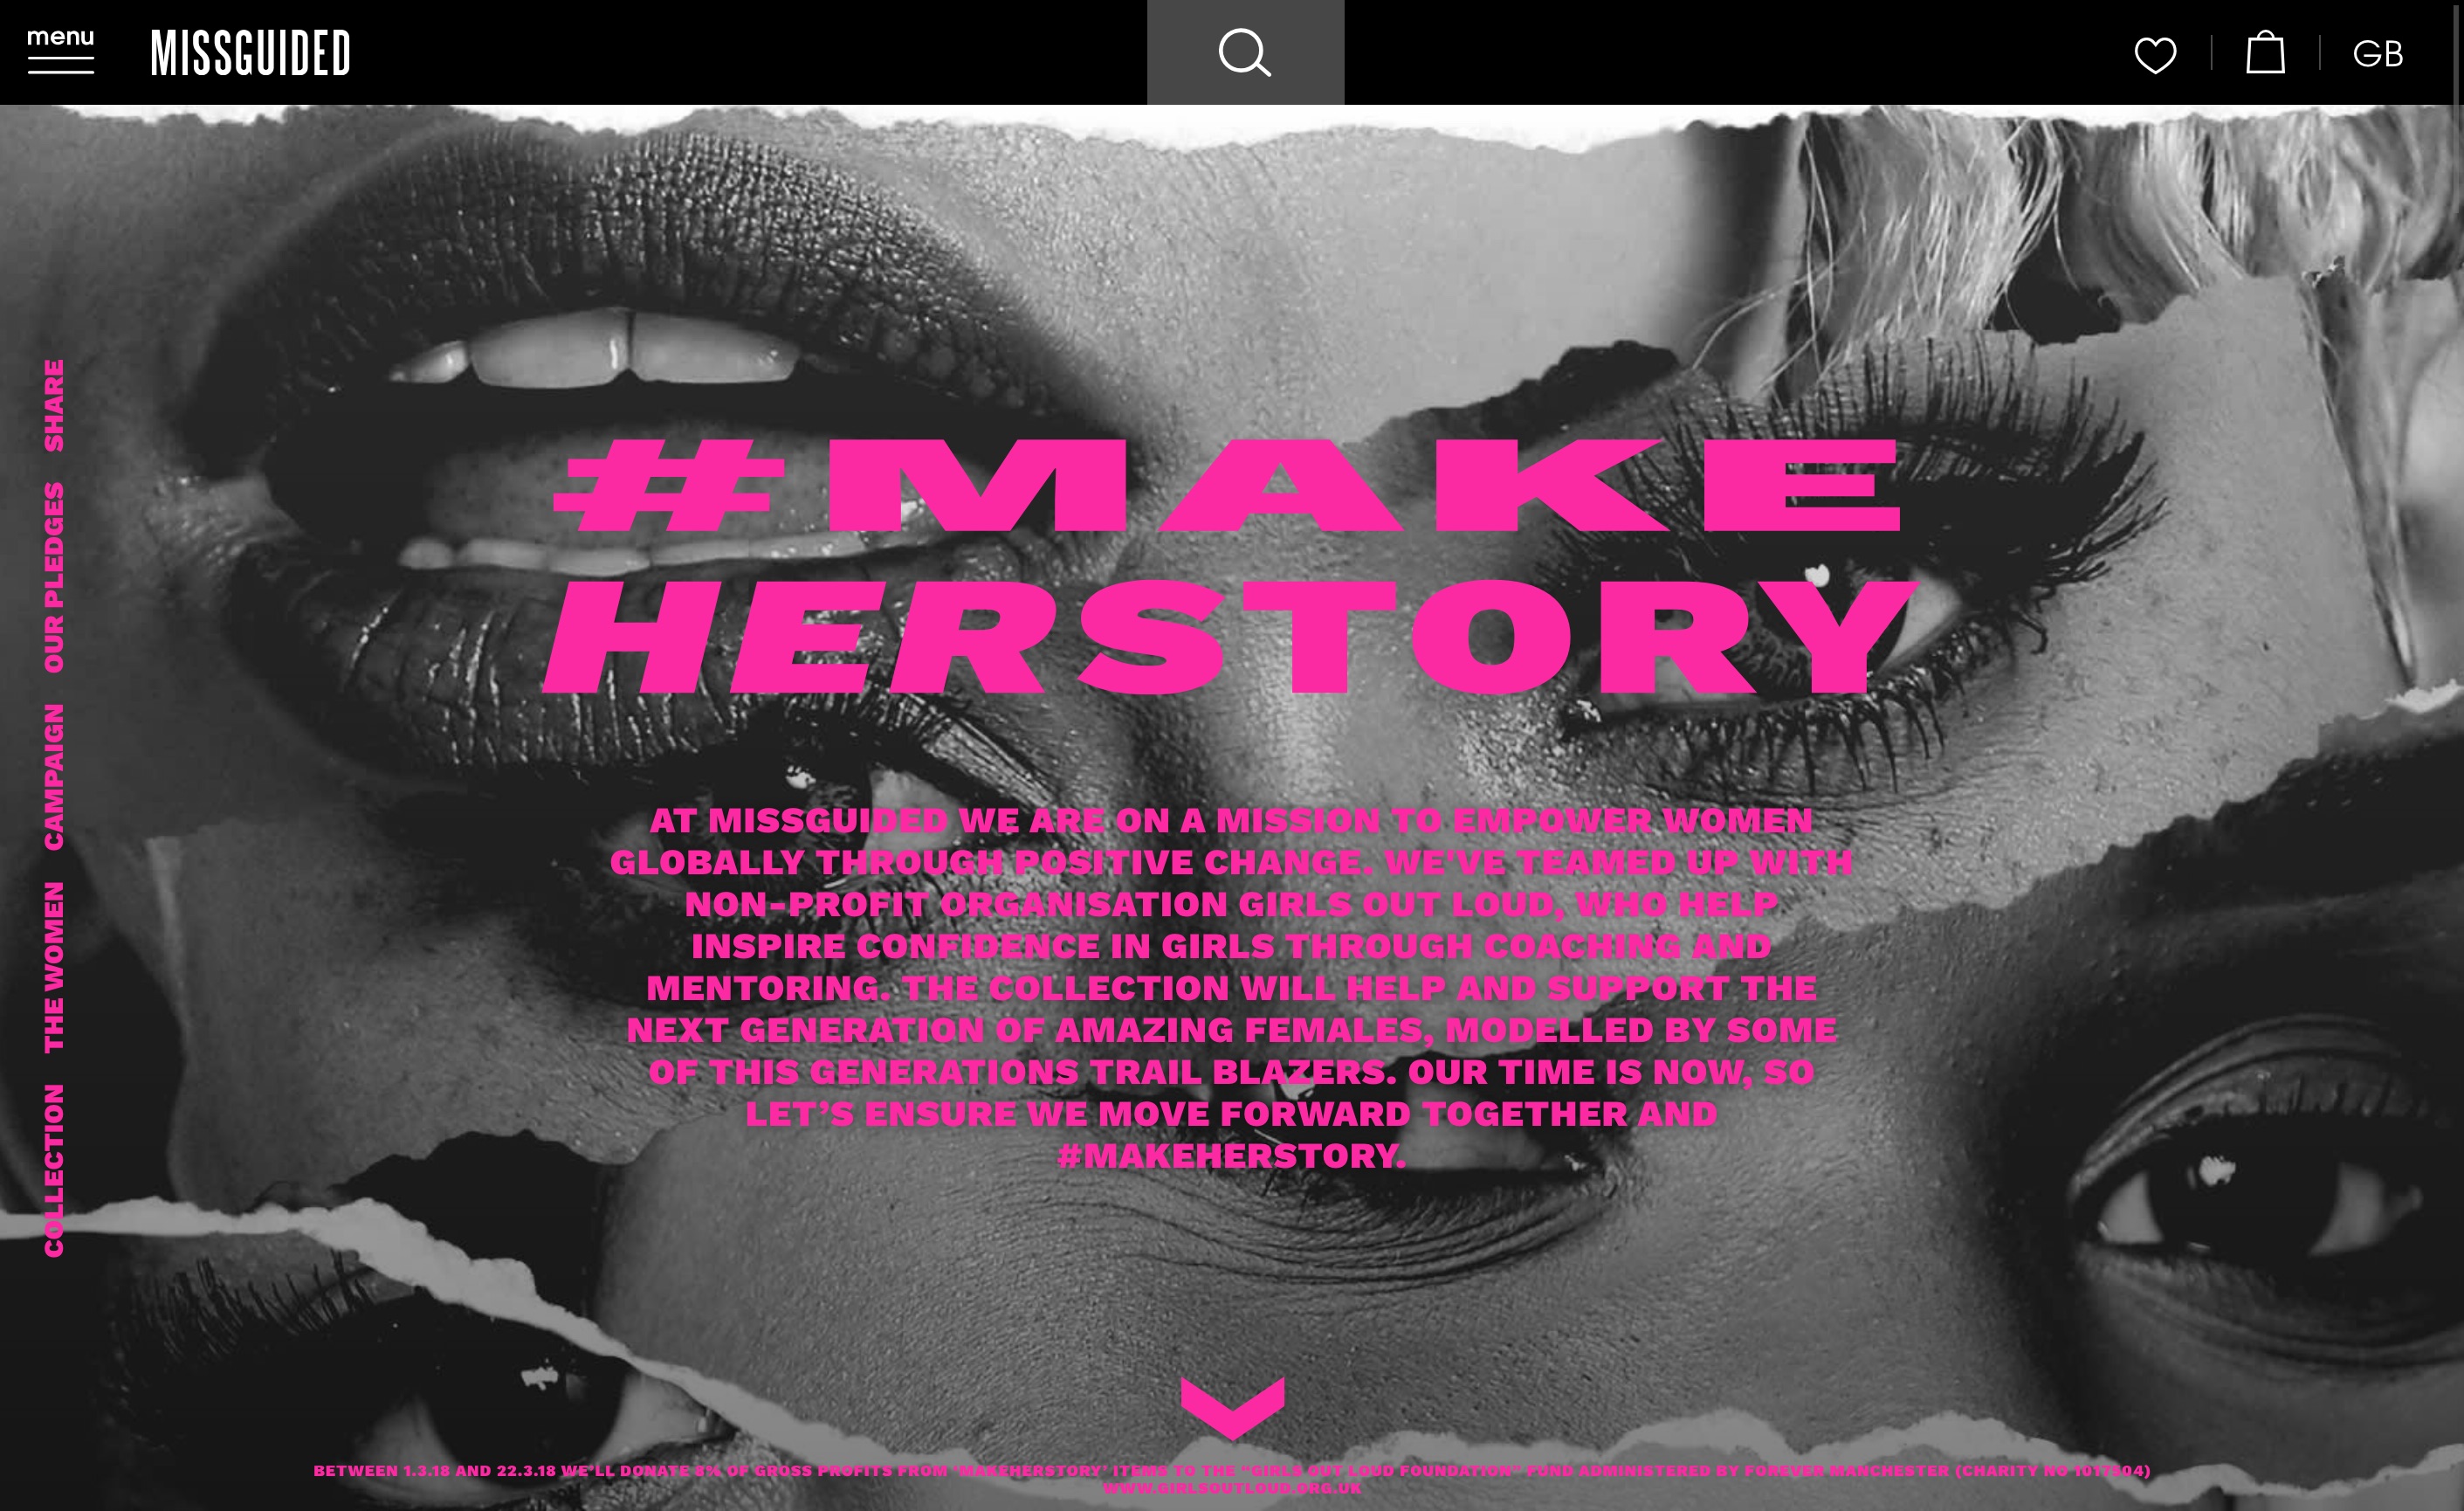 menu
MISSGUIDED
GB
SHARE
OUR PLEDGES
CAMPAIGN
THE WOMEN
COLLECTION
#MAKE
HERSTORY
AT MISSGUIDED WE ARE ON A MISSION TO EMPOWER WOMEN
GLOBALLY THROUGH POSITIVE CHANGE. WE'VE TEAMED UP WITH
NON-PROFIT ORGANISATION GIRLS OUT LOUD, WHO HELP
INSPIRE CONFIDENCE IN GIRLS THROUGH COACHING AND
MENTORING. THE COLLECTION WILL HELP AND SUPPORT THE
NEXT GENERATION OF AMAZING FEMALES, MODELLED BY SOME
OF THIS GENERATIONS TRAIL BLAZERS. OUR TIME IS NOW, SO
LET’S ENSURE WE MOVE FORWARD TOGETHER AND
#MAKEHERSTORY.
BETWEEN 1.3.18 AND 22.3.18 WE'LL DONATE 8% OF GROSS PROFITS FROM 'MAKEHERSTORY' ITEMS TO THE “GIRLS OUT LOUD FOUNDATION” FUND ADMINISTERED BY FOREVER MANCHESTER (CHARITY NO 1017504)
WWW.GIRLSOUTLOUD.ORG.UK